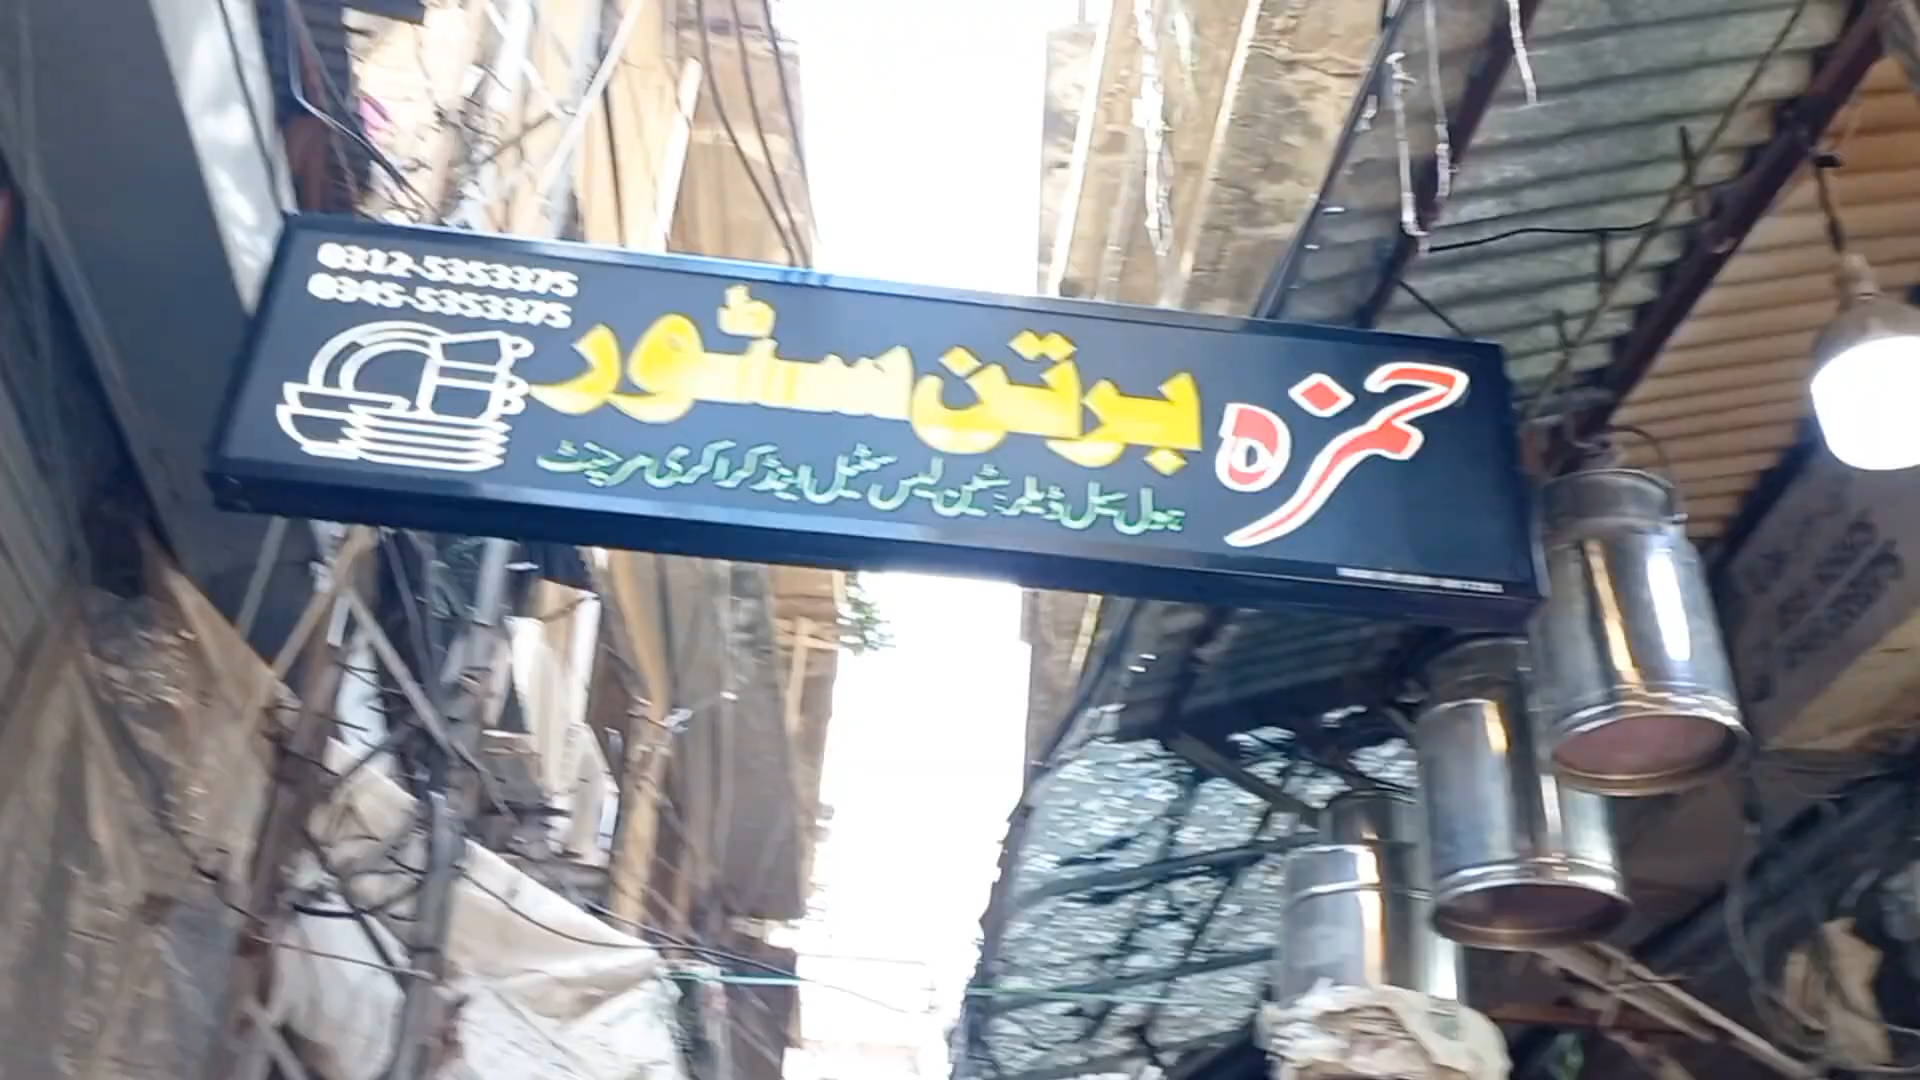 0312-5353375
0345-5353375
حمزہ برتن سٹور
ہول سیل ڈیلر: سٹین لیس سٹیل اینڈ کراکری مرچنٹ